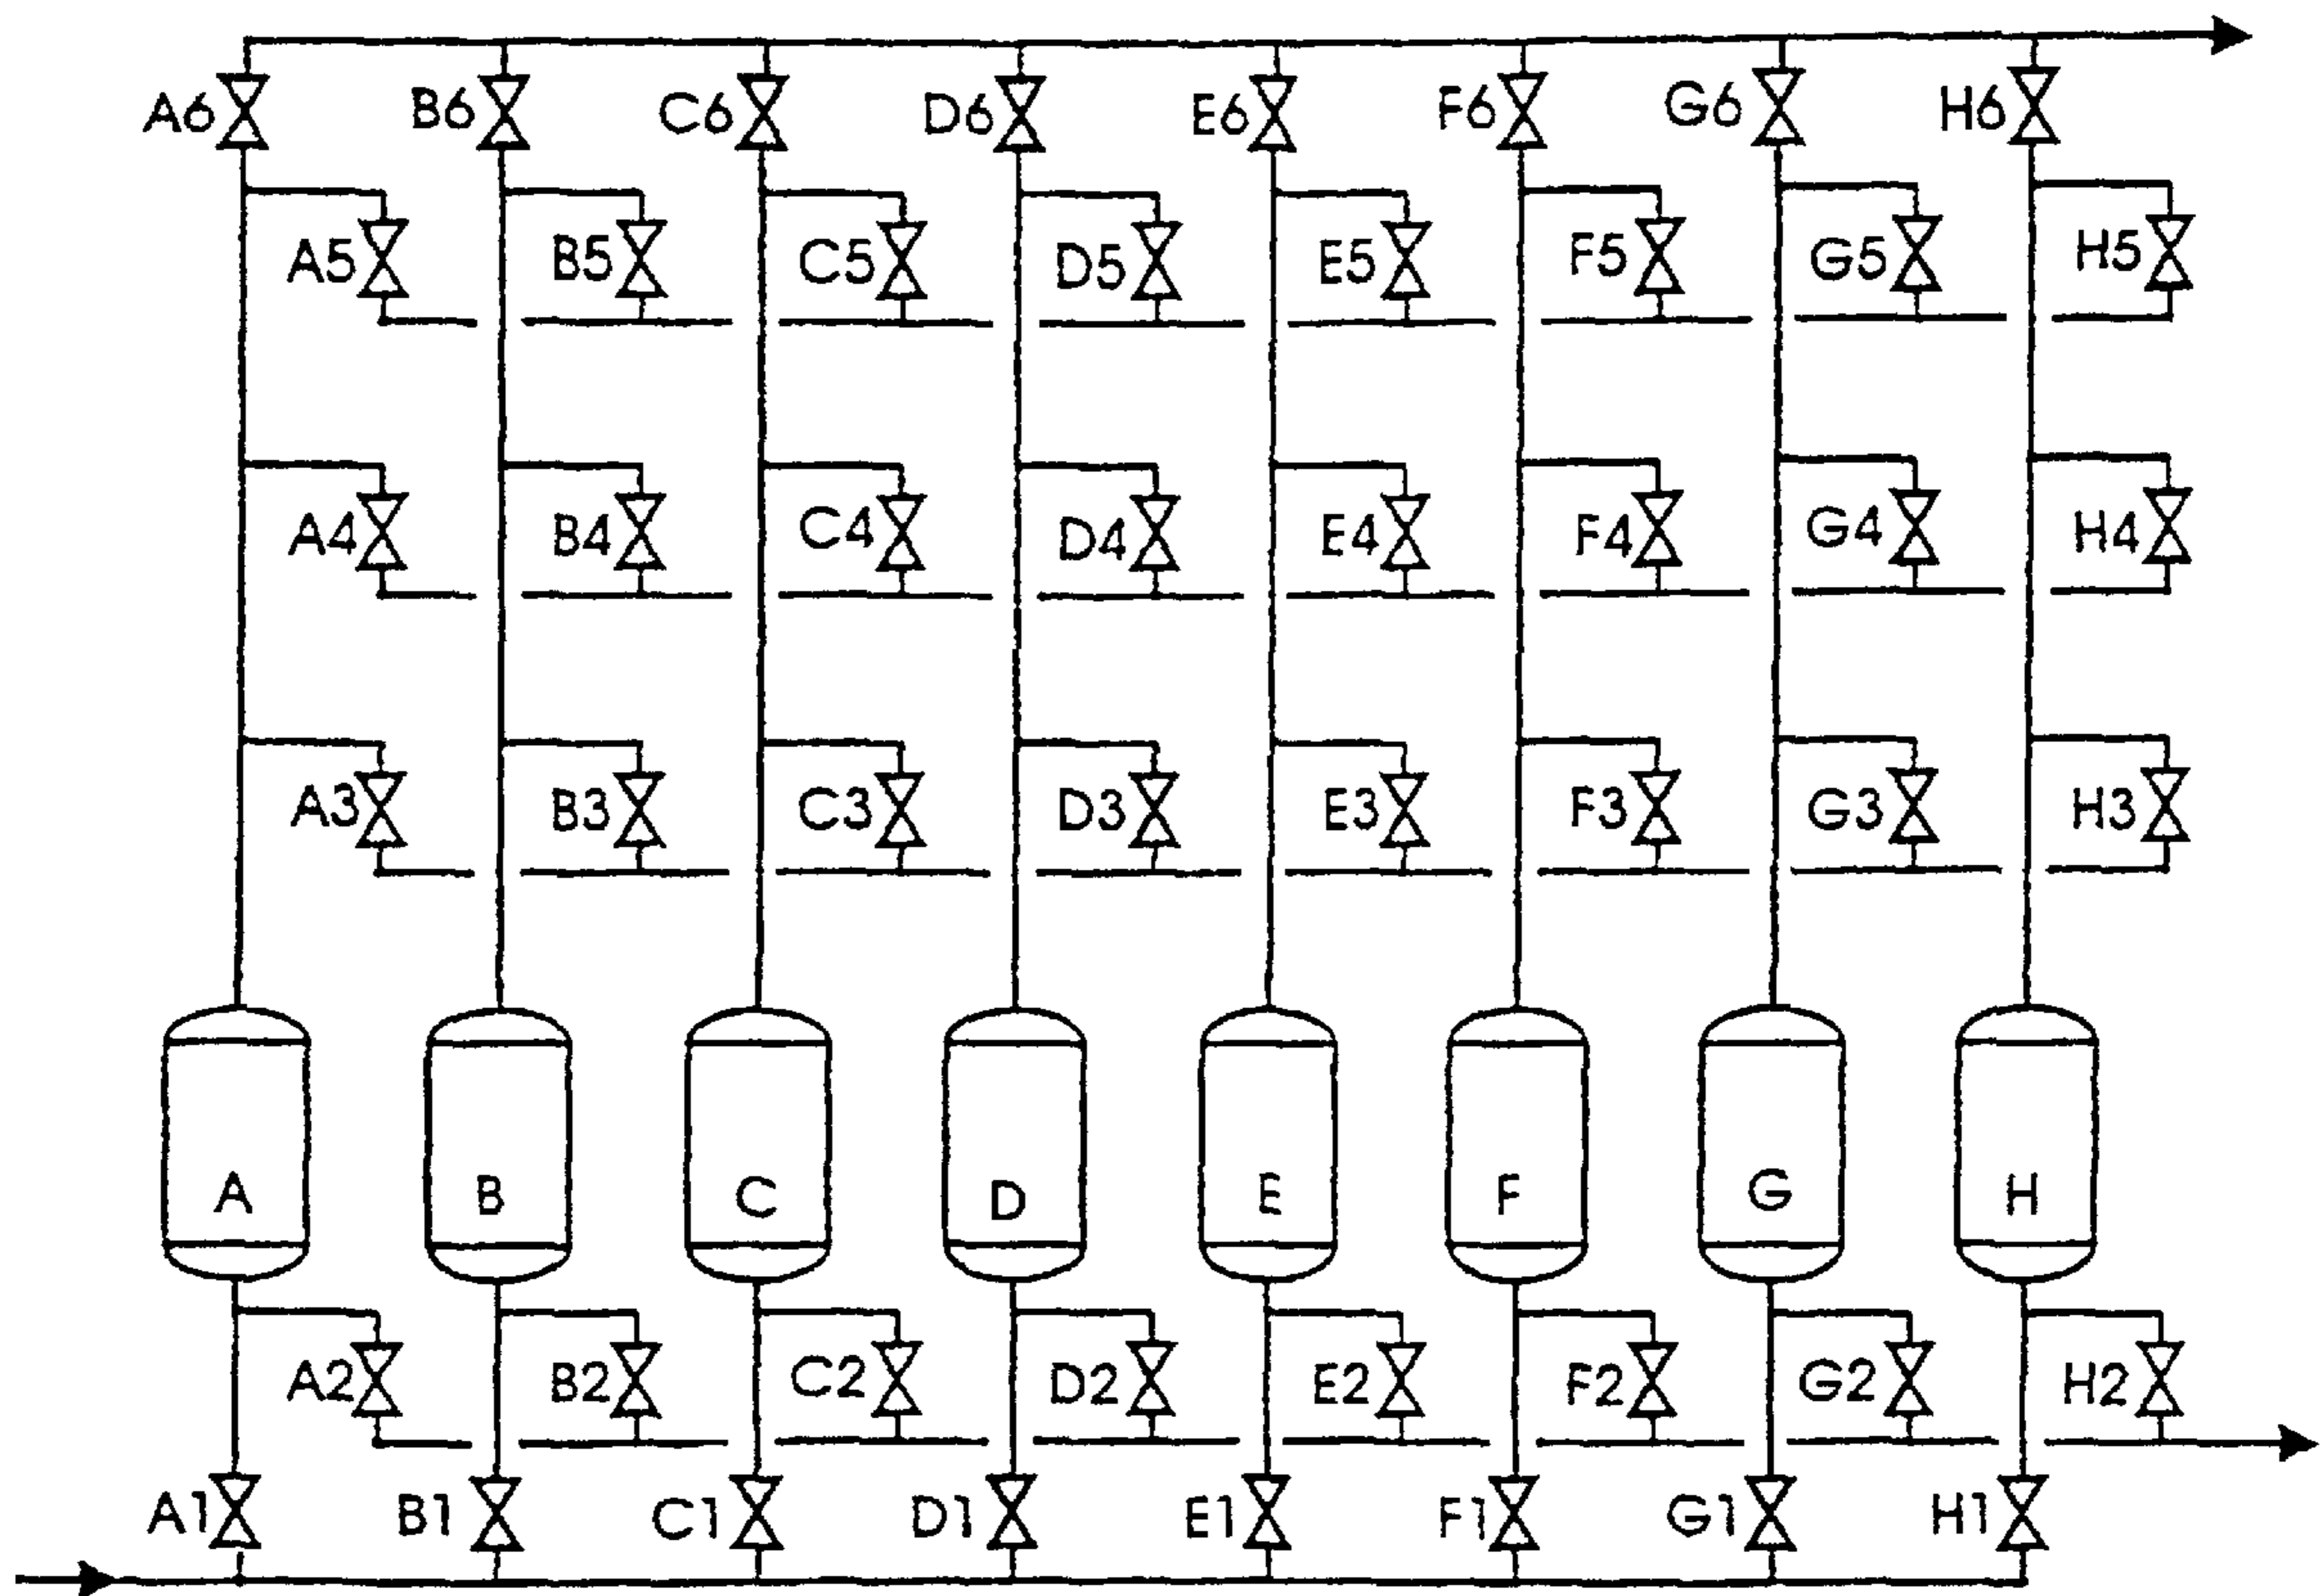 A6 B6 C6 D6 E6 F6 G6 H6
A5 B5 C5 D5 E5 F5 G5 H5
A4 B4 C4 D4 E4 F4 G4 H4
A3 B3 C3 D3 E3 F3 G3 H3
A B C D E F G H
A2 B2 C2 D2 E2 F2 G2 H2
A1 B1 C1 D1 E1 F1 G1 H1